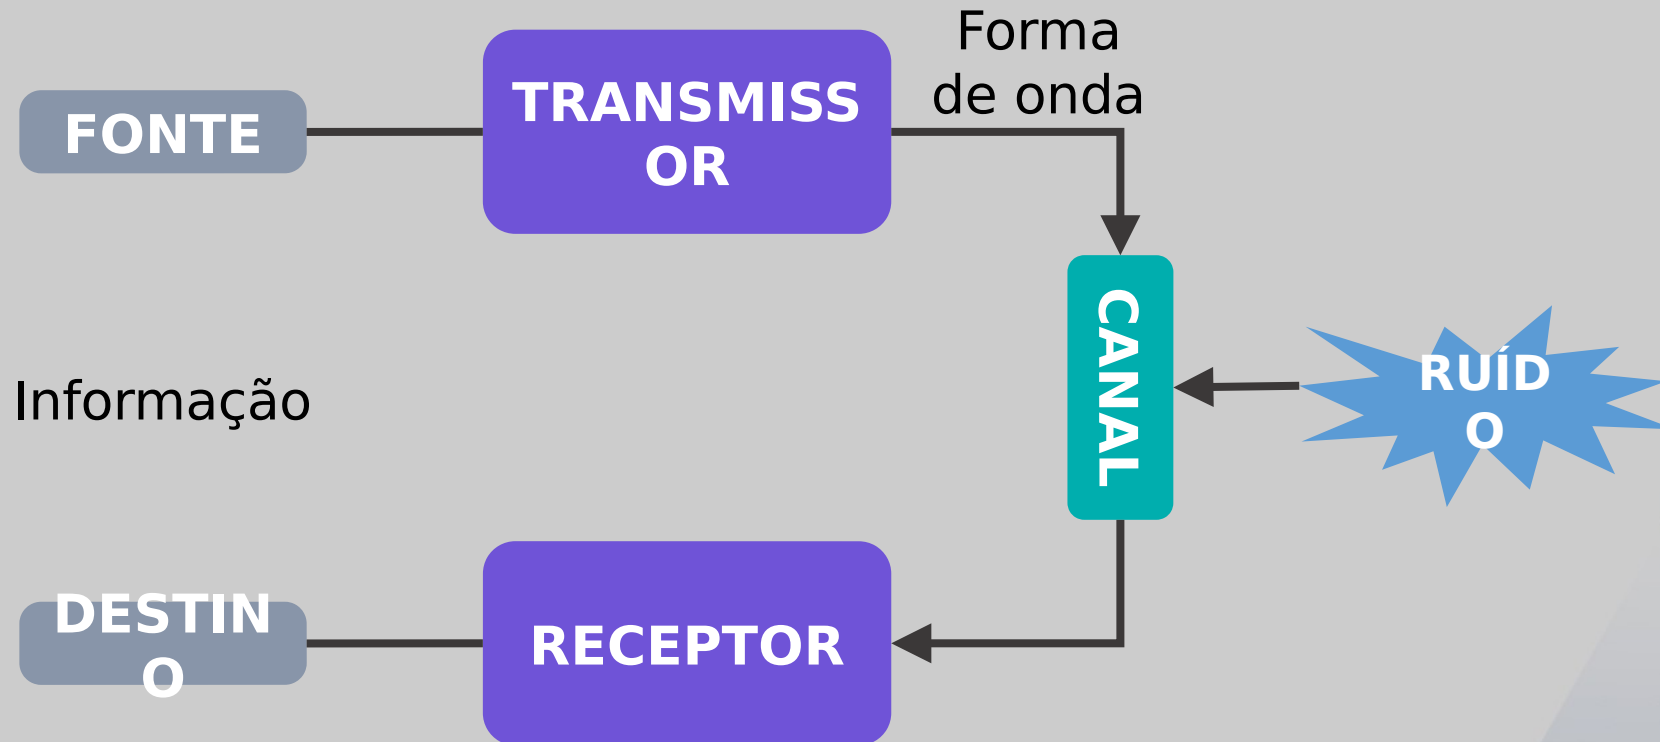 Forma
de onda
TRANSMISS
OR
FONTE
CANAL
RUÍD
O
Informação
DESTIN
O
RECEPTOR